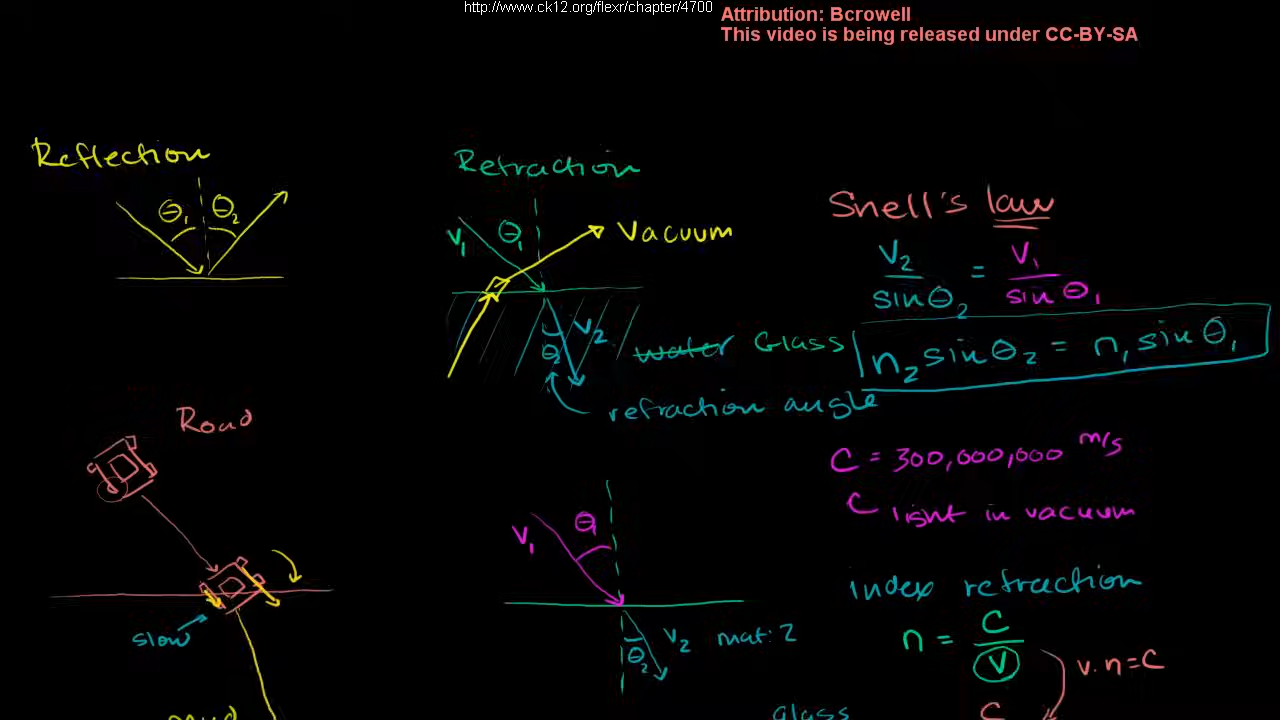 http://www.ck12.org/flexr/chapter/4700
Attribution: Bcrowell
This video is being released under CC-BY-SA
Reflection
θ₁ θ₂
Refraction
v₁ θ₁
Vacuum
θ₂ v₂
water Glass
refraction angle
Snell's law
v₂/sinθ₂ = v₁/sinθ₁
n₂ sinθ₂ = n₁ sinθ₁
C = 300,000,000 m/s
C light in vacuum
Road
slow
mud
v₁ θ₁
θ₂ v₂ mat: 2
index refraction
n = C/v
v·n=C
C
glass